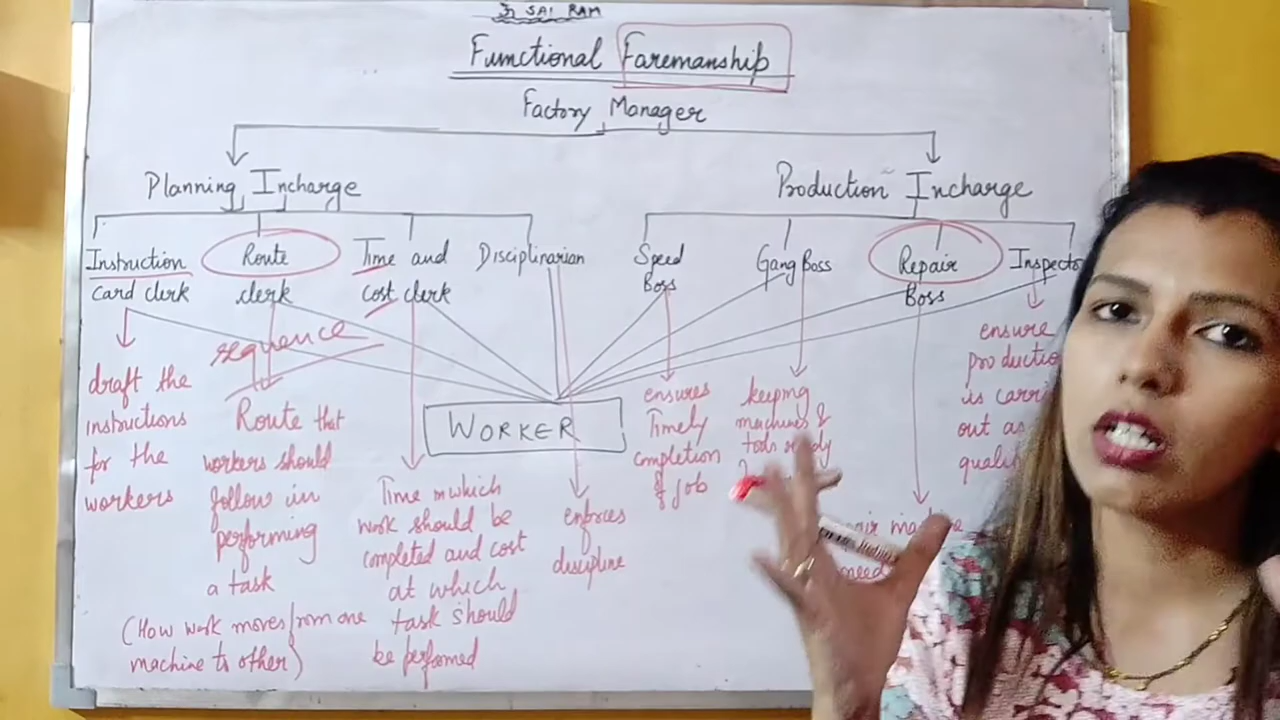 SAI RAM
Functional Foremanship
Factory Manager
Planning Incharge
Production Incharge
Instruction
card clerk
Route
clerk
Time and
cost clerk
Disciplinarian
Speed
Boss
Gang Boss
Repair
Boss
Inspector
draft the
instructions
for the
workers
sequence
Route that
workers should
follow in
performing
a task
(How work moves from one
machine to other)
Time in which
work should be
completed and cost
at which
task should
be performed
WORKER
enforces
discipline
ensures
Timely
completion
of job
keeping
machines &
tools ready
ensure
is
out as